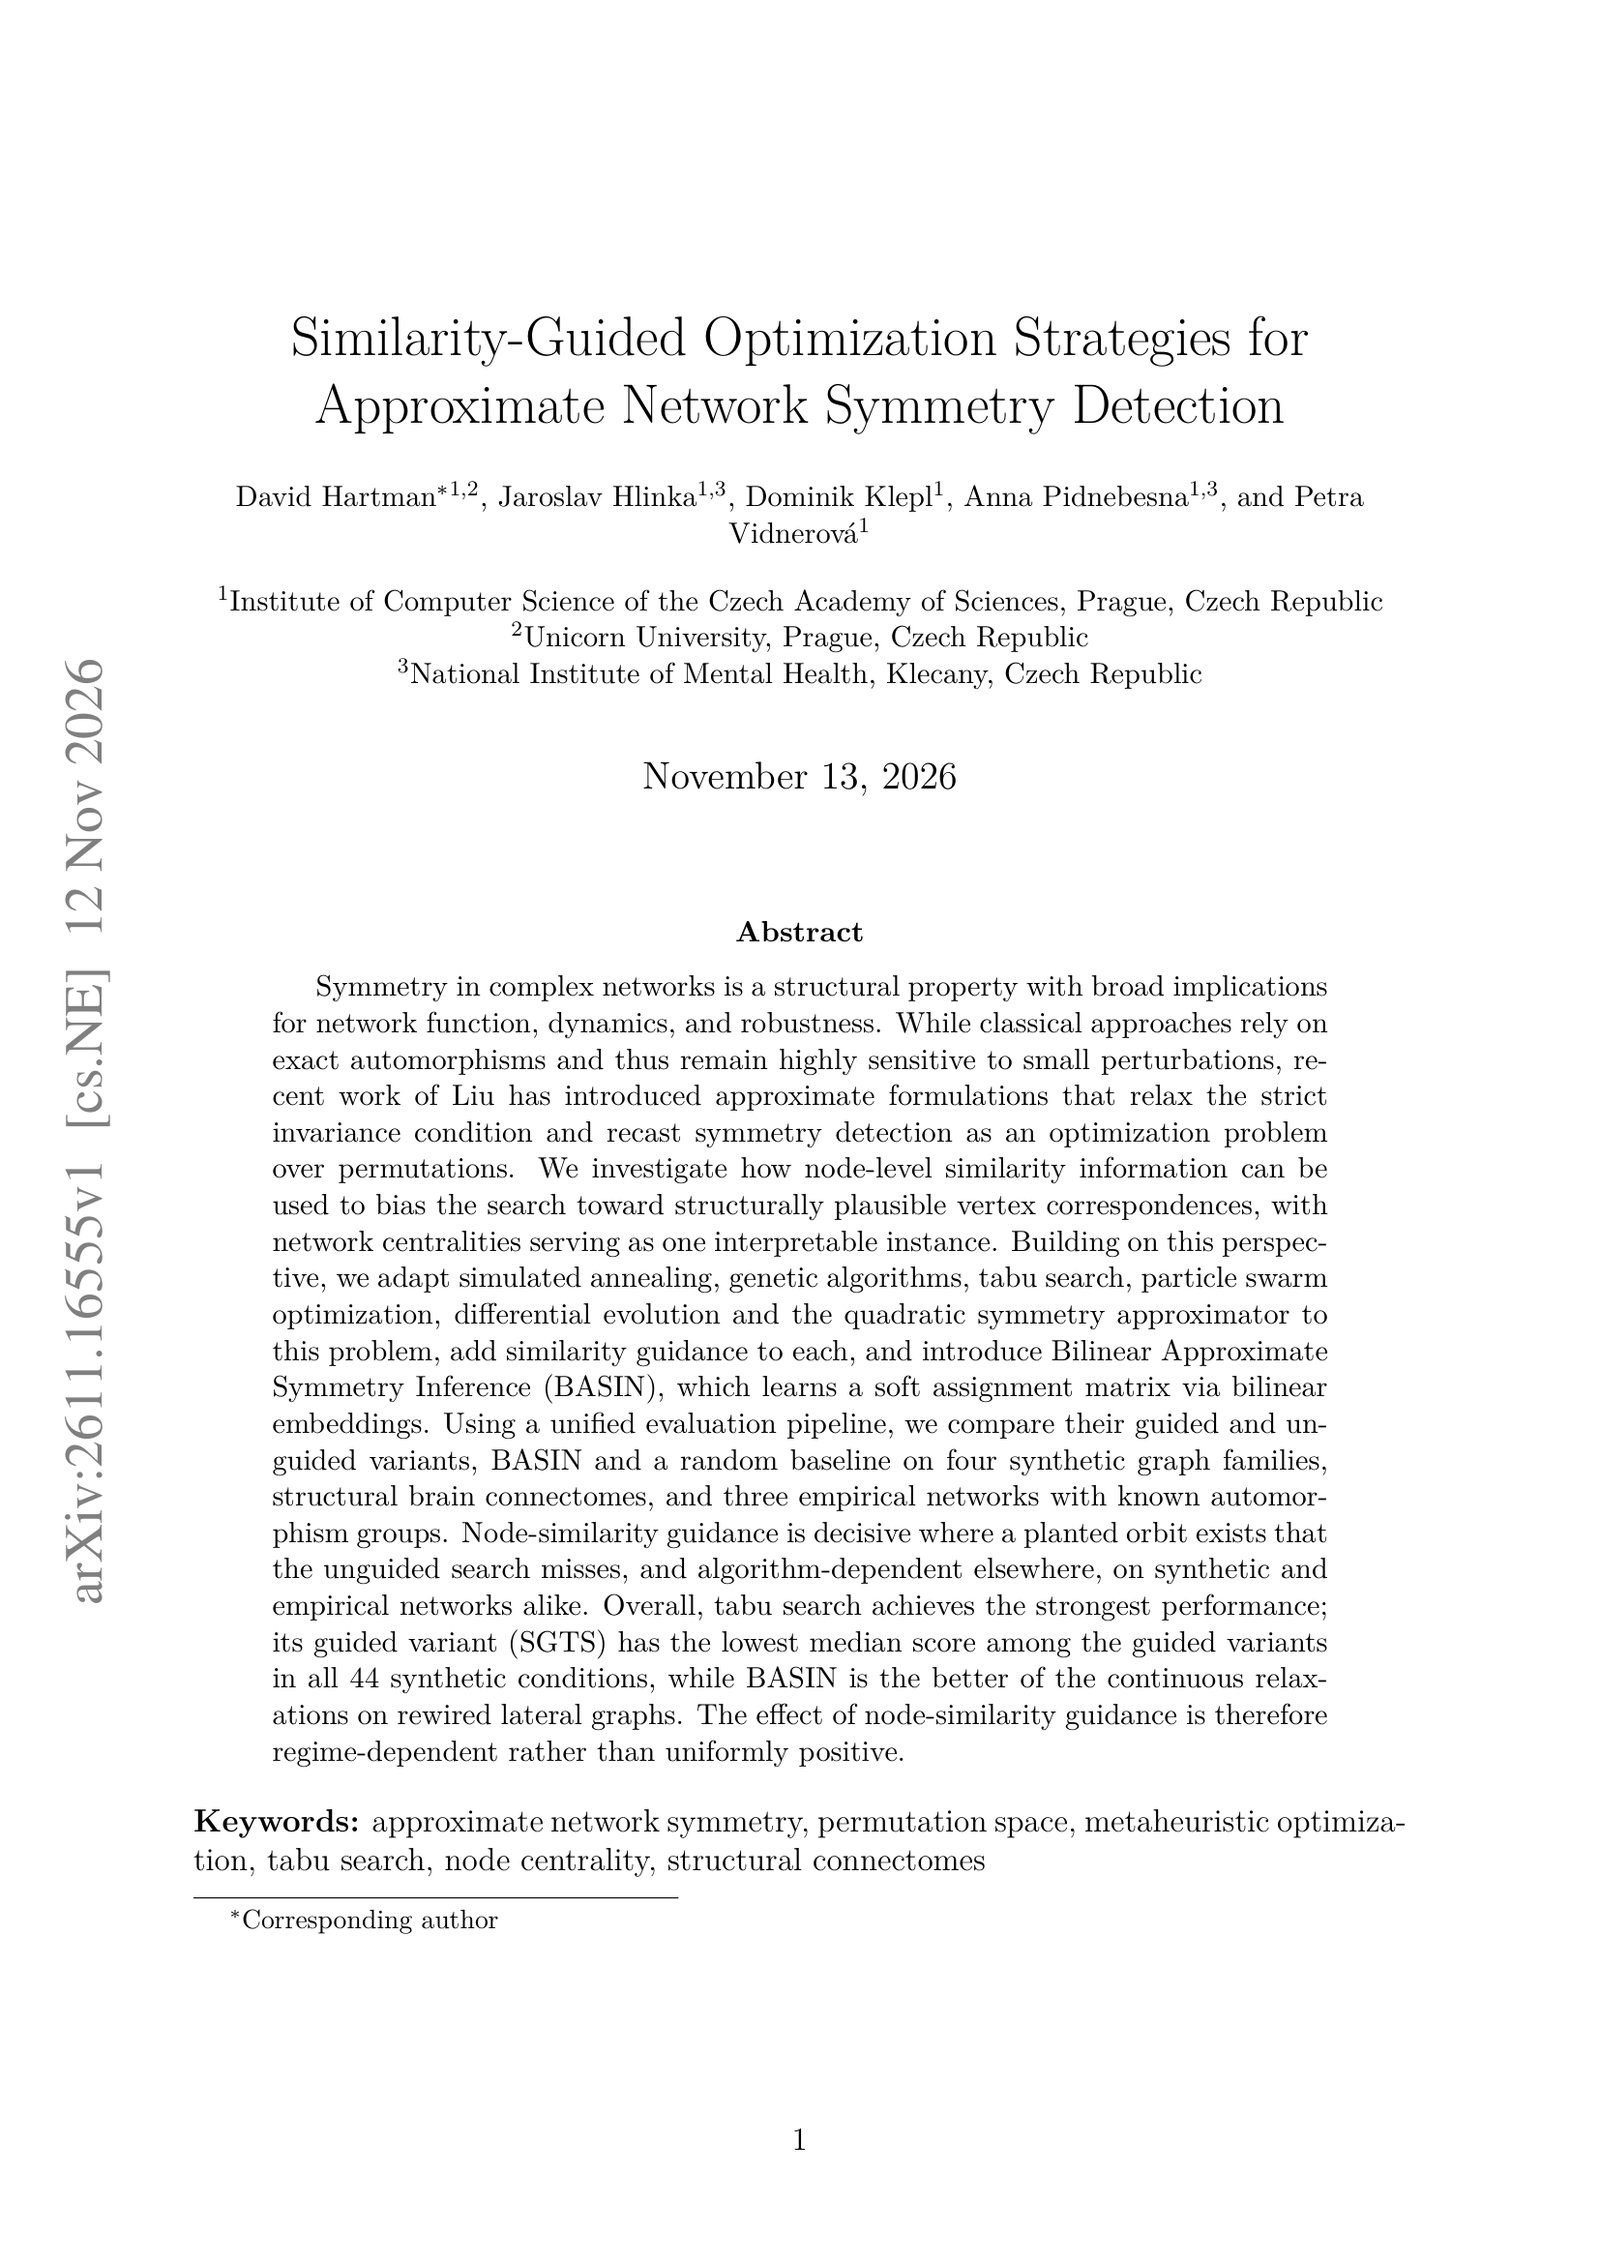 Similarity-Guided Optimization Strategies for
Approximate Network Symmetry Detection
David Hartman*1,2, Jaroslav Hlinka1,3, Dominik Klepl1, Anna Pidnebesna1,3, and Petra
Vidnerová1
1Institute of Computer Science of the Czech Academy of Sciences, Prague, Czech Republic
2Unicorn University, Prague, Czech Republic
3National Institute of Mental Health, Klecany, Czech Republic
November 13, 2026
arXiv:2611.16555v1 [cs.NE] 12 Nov 2026
Abstract
Symmetry in complex networks is a structural property with broad implications
for network function, dynamics, and robustness. While classical approaches rely on
exact automorphisms and thus remain highly sensitive to small perturbations, re-
cent work of Liu has introduced approximate formulations that relax the strict
invariance condition and recast symmetry detection as an optimization problem
over permutations. We investigate how node-level similarity information can be
used to bias the search toward structurally plausible vertex correspondences, with
network centralities serving as one interpretable instance. Building on this perspec-
tive, we adapt simulated annealing, genetic algorithms, tabu search, particle swarm
optimization, differential evolution and the quadratic symmetry approximator to
this problem, add similarity guidance to each, and introduce Bilinear Approximate
Symmetry Inference (BASIN), which learns a soft assignment matrix via bilinear
embeddings. Using a unified evaluation pipeline, we compare their guided and un-
guided variants, BASIN and a random baseline on four synthetic graph families,
structural brain connectomes, and three empirical networks with known automor-
phism groups. Node-similarity guidance is decisive where a planted orbit exists that
the unguided search misses, and algorithm-dependent elsewhere, on synthetic and
empirical networks alike. Overall, tabu search achieves the strongest performance;
its guided variant (SGTS) has the lowest median score among the guided variants
in all 44 synthetic conditions, while BASIN is the better of the continuous relax-
ations on rewired lateral graphs. The effect of node-similarity guidance is therefore
regime-dependent rather than uniformly positive.
Keywords: approximate network symmetry, permutation space, metaheuristic optimiza-
tion, tabu search, node centrality, structural connectomes
*Corresponding author
1